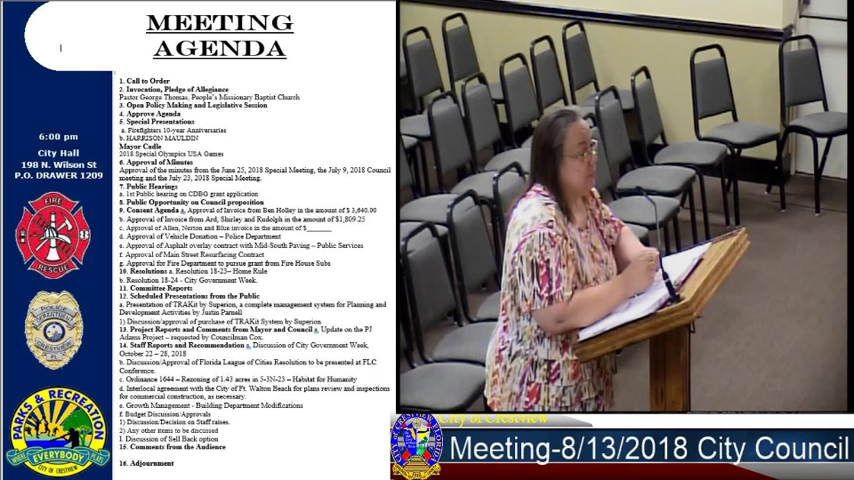 MEETING
AGENDA
1. Call to Order
2. Invocation, Pledge of Allegiance
Pastor George Thomas, People's Missionary Baptist Church
3. Open Policy Making and Legislative Session
4. Approve Agenda
5. Special Presentations
a. Firefighters 10-year Anniversaries
b. HARRISON MAULDIN
Mayor Cadle
2018 Special Olympics USA Games
6. Approval of Minutes
Approval of the minutes from the June 25, 2018 Special Meeting, the July 9, 2018 Council
meeting and the July 23, 2018 Special Meeting.
7. Public Hearings
a. 1st Public hearing on CDBG grant application
8. Public Opportunity on Council proposition
9. Consent Agenda a. Approval of Invoice from Ben Holley in the amount of $ 3,640.00
b. Approval of Invoice from Ard, Shirley and Rudolph in the amount of $1,809.25
c. Approval of Allen, Norton and Blue invoice in the amount of $______
d. Approval of Vehicle Donation – Police Department
e. Approval of Asphalt overlay contract with Mid-South Paving – Public Services
f. Approval of Main Street Resurfacing Contract
g. Approval for Fire Department to pursue grant from Fire House Subs
10. Resolutions a. Resolution 18-23– Home Rule
b. Resolution 18-24 - City Government Week.
11. Committee Reports
12. Scheduled Presentations from the Public
a. Presentation of TRAKit by Superion, a complete management system for Planning and
Development Activities by Justin Parnell
1) Discussion/approval of purchase of TRAKit System by Superion
13. Project Reports and Comments from Mayor and Council a. Update on the PJ
Adams Project – requested by Councilman Cox.
14. Staff Reports and Recommendation a. Discussion of City Government Week,
October 22 – 28, 2018
b. Discussion/Approval of Florida League of Cities Resolution to be presented at FLC
Conference.
c. Ordinance 1644 – Rezoning of 1.43 acres in 5-3N-23 – Habitat for Humanity
d. Interlocal agreement with the City of Ft. Walton Beach for plans review and inspections
for commercial construction, as necessary.
e. Growth Management - Building Department Modifications
f. Budget Discussion/Approvals
1) Discussion/Decision on Staff raises.
2) Any other items to be discussed
I. Discussion of Sell Back option
15. Comments from the Audience
16. Adjournment
6:00 pm
City Hall
198 N. Wilson St
P.O. DRAWER 1209
FIRE
RESCUE
POLICE
CRESTVIEW
PARKS & RECREATION
WHERE EVERYBODY PLAYS
CITY OF CRESTVIEW
City of Crestview
Meeting-8/13/2018 City Council